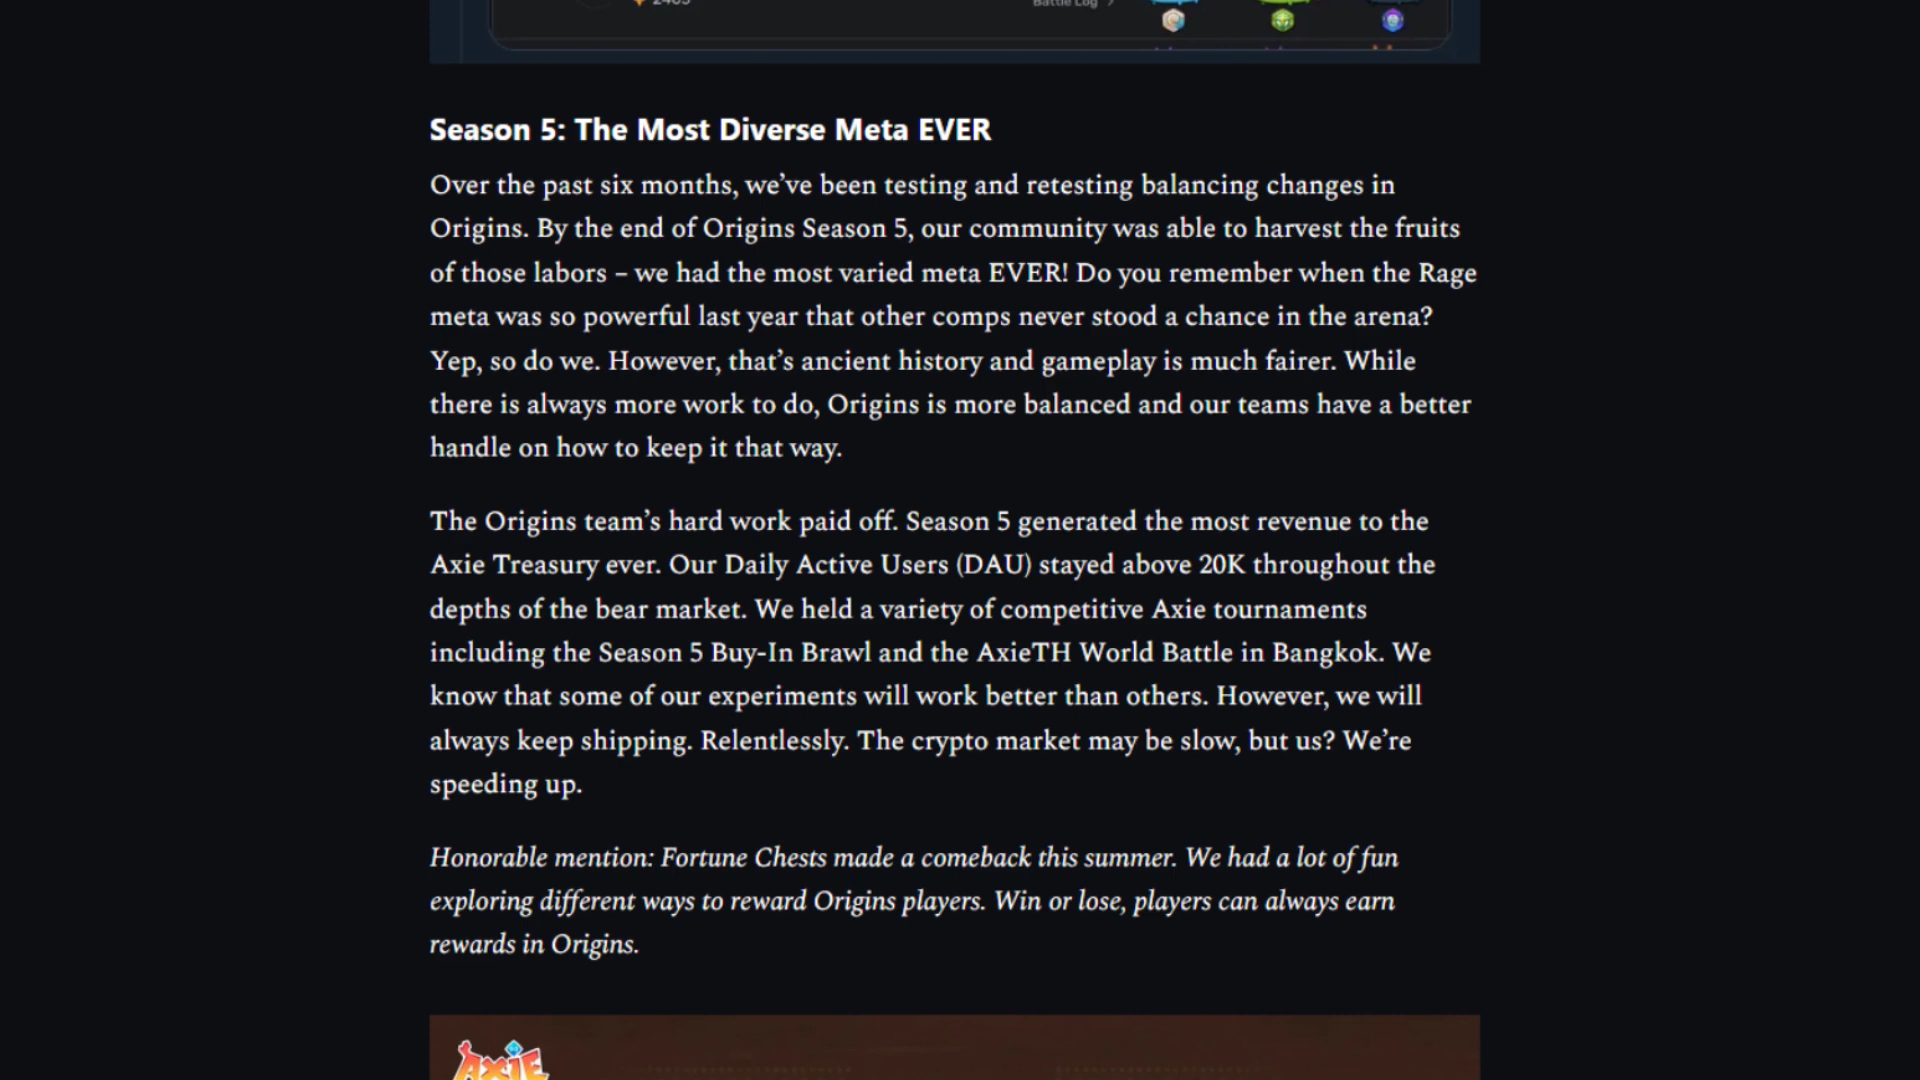 Battle Log
Season 5: The Most Diverse Meta EVER
Over the past six months, we’ve been testing and retesting balancing changes in
Origins. By the end of Origins Season 5, our community was able to harvest the fruits
of those labors – we had the most varied meta EVER! Do you remember when the Rage
meta was so powerful last year that other comps never stood a chance in the arena?
Yep, so do we. However, that’s ancient history and gameplay is much fairer. While
there is always more work to do, Origins is more balanced and our teams have a better
handle on how to keep it that way.
The Origins team’s hard work paid off. Season 5 generated the most revenue to the
Axie Treasury ever. Our Daily Active Users (DAU) stayed above 20K throughout the
depths of the bear market. We held a variety of competitive Axie tournaments
including the Season 5 Buy-In Brawl and the AxieTH World Battle in Bangkok. We
know that some of our experiments will work better than others. However, we will
always keep shipping. Relentlessly. The crypto market may be slow, but us? We’re
speeding up.
Honorable mention: Fortune Chests made a comeback this summer. We had a lot of fun
exploring different ways to reward Origins players. Win or lose, players can always earn
rewards in Origins.
AXIE